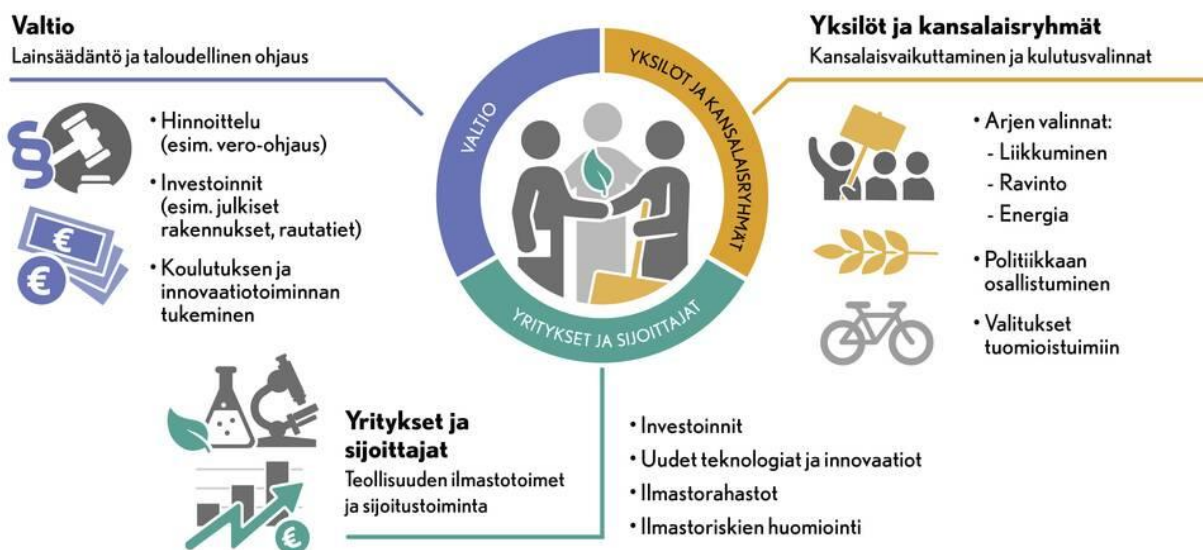 Valtio
Lainsäädäntö ja taloudellinen ohjaus
• Hinnoittelu
(esim. vero-ohjaus)
• Investoinnit
(esim. julkiset
rakennukset, rautatiet)
• Koulutuksen ja
innovaatiotoiminnan
tukeminen
§
€
€
VALTIO
YKSILÖT JA KANSALAISRYHMÄT
YRITYKSET JA SIJOITTAJAT
Yksilöt ja kansalaisryhmät
Kansalaisvaikuttaminen ja kulutusvalinnat
• Arjen valinnat:
- Liikkuminen
- Ravinto
- Energia
• Politiikkaan
osallistuminen
• Valitukset
tuomioistuimiin
Yritykset ja
sijoittajat
Teollisuuden ilmastotoimet
ja sijoitustoiminta
€
• Investoinnit
• Uudet teknologiat ja innovaatiot
• Ilmastorahastot
• Ilmastoriskien huomiointi